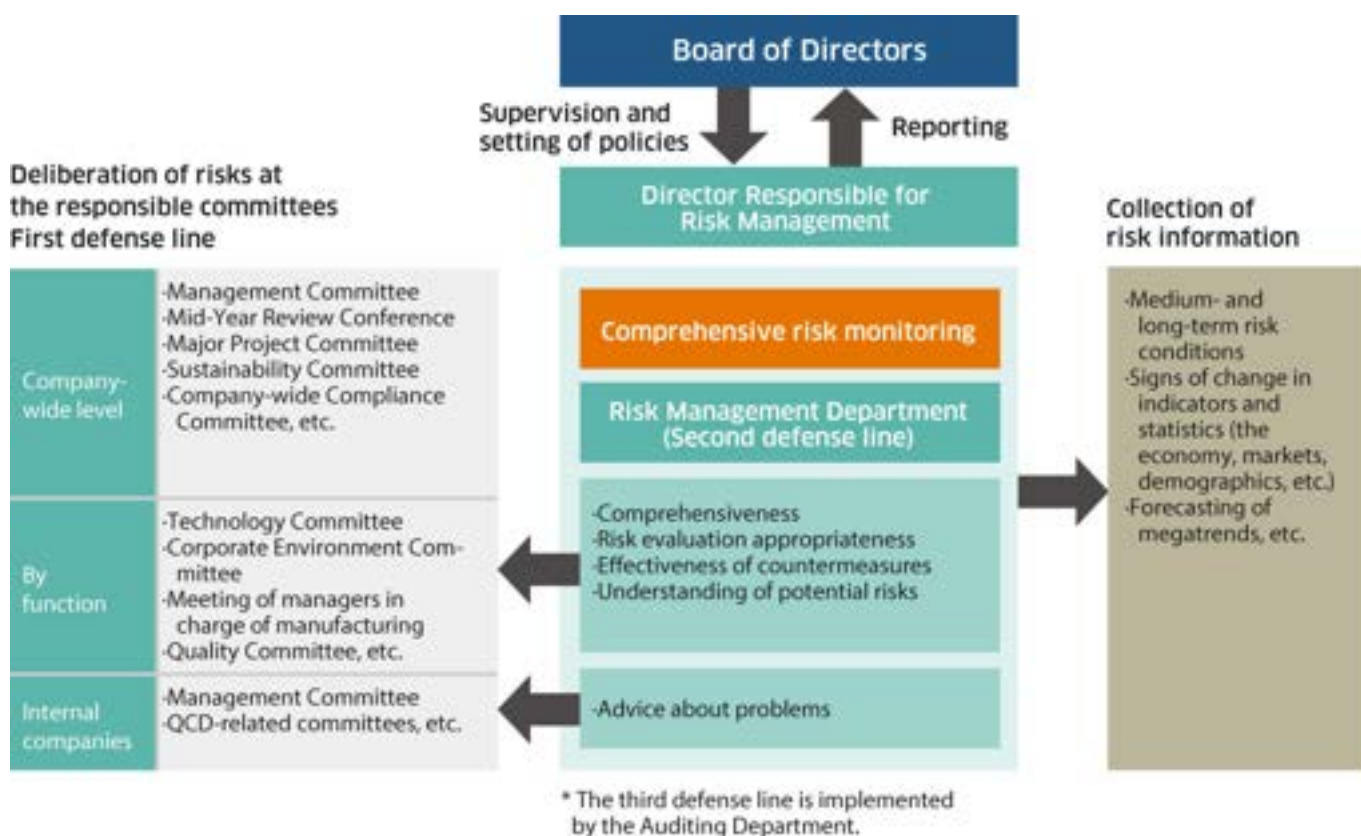 Board of Directors
Supervision and
setting of policies
Reporting
Director Responsible for
Risk Management
Deliberation of risks at
the responsible committees
First defense line
Company-
wide level
-Management Committee
-Mid-Year Review Conference
-Major Project Committee
-Sustainability Committee
-Company-wide Compliance
Committee, etc.
By
function
-Technology Committee
-Corporate Environment Com-
mittee
-Meeting of managers in
charge of manufacturing
-Quality Committee, etc.
Internal
companies
-Management Committee
-QCD-related committees, etc.
Comprehensive risk monitoring
Risk Management Department
(Second defense line)
-Comprehensiveness
-Risk evaluation appropriateness
-Effectiveness of countermeasures
-Understanding of potential risks
-Advice about problems
* The third defense line is implemented
by the Auditing Department.
Collection of
risk information
-Medium- and
long-term risk
conditions
-Signs of change in
indicators and
statistics (the
economy, markets,
demographics, etc.)
-Forecasting of
megatrends, etc.